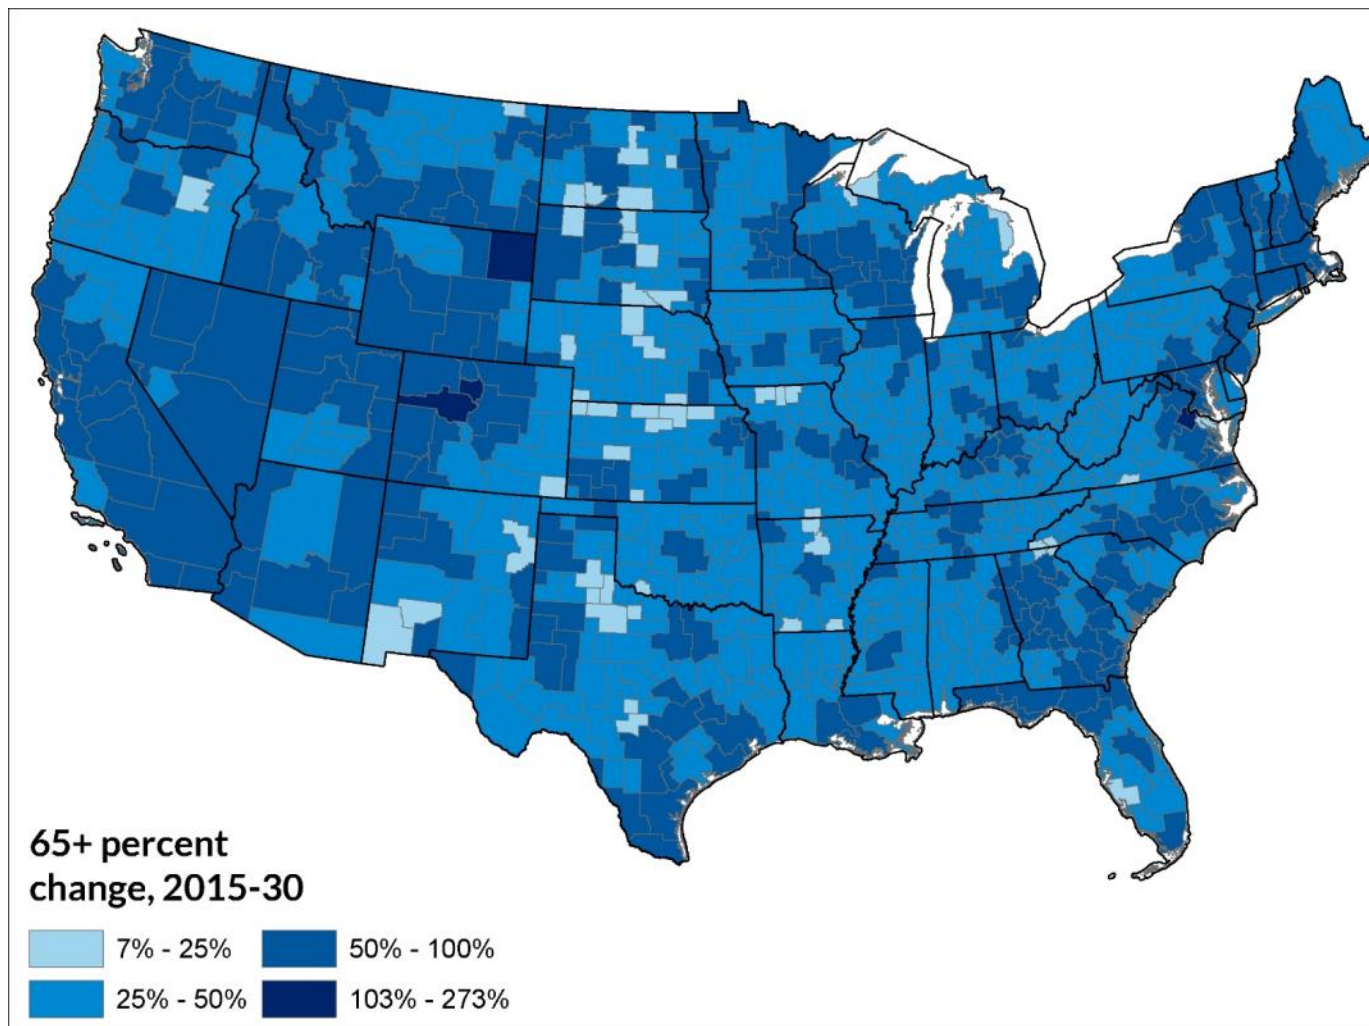 65+ percent
change, 2015-30
7% - 25%
50% - 100%
25% - 50%
103% - 273%